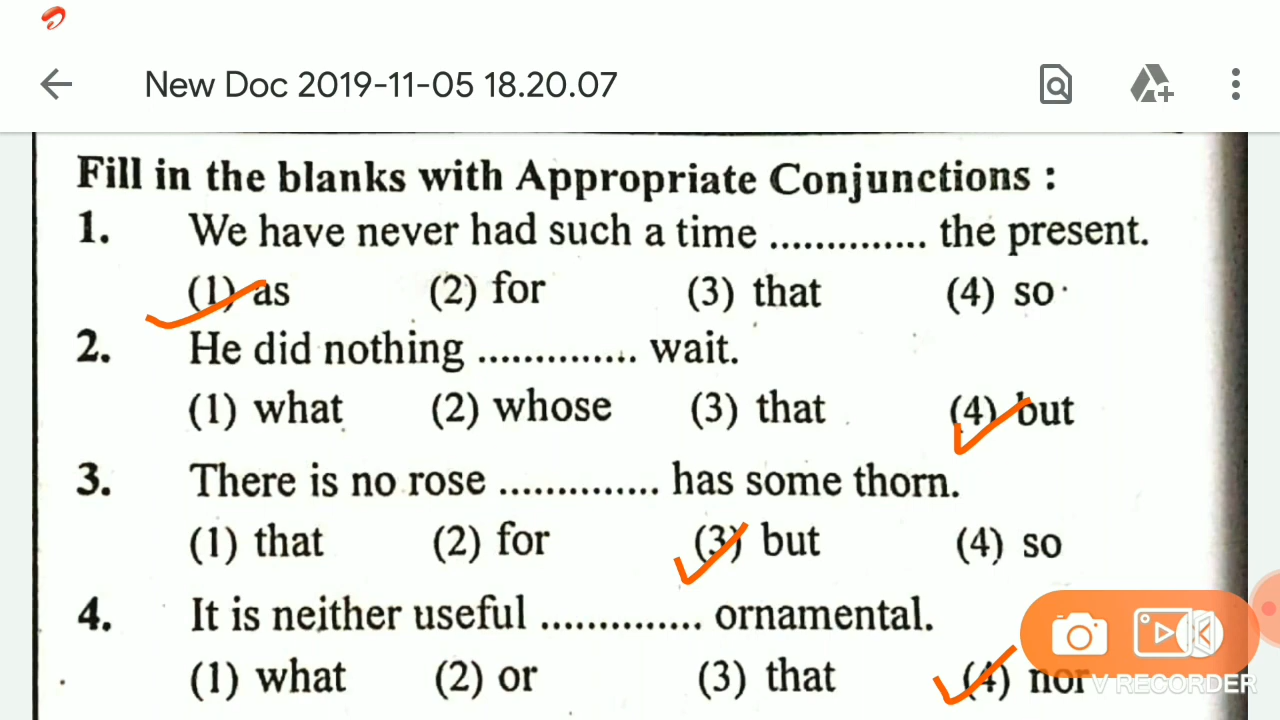 New Doc 2019-11-05 18.20.07
Fill in the blanks with Appropriate Conjunctions :
1. We have never had such a time .............. the present.
(1) as (2) for (3) that (4) so
2. He did nothing .............. wait.
(1) what (2) whose (3) that (4) but
3. There is no rose .............. has some thorn.
(1) that (2) for (3) but (4) so
4. It is neither useful .............. ornamental.
(1) what (2) or (3) that (4) nor
V RECORDER